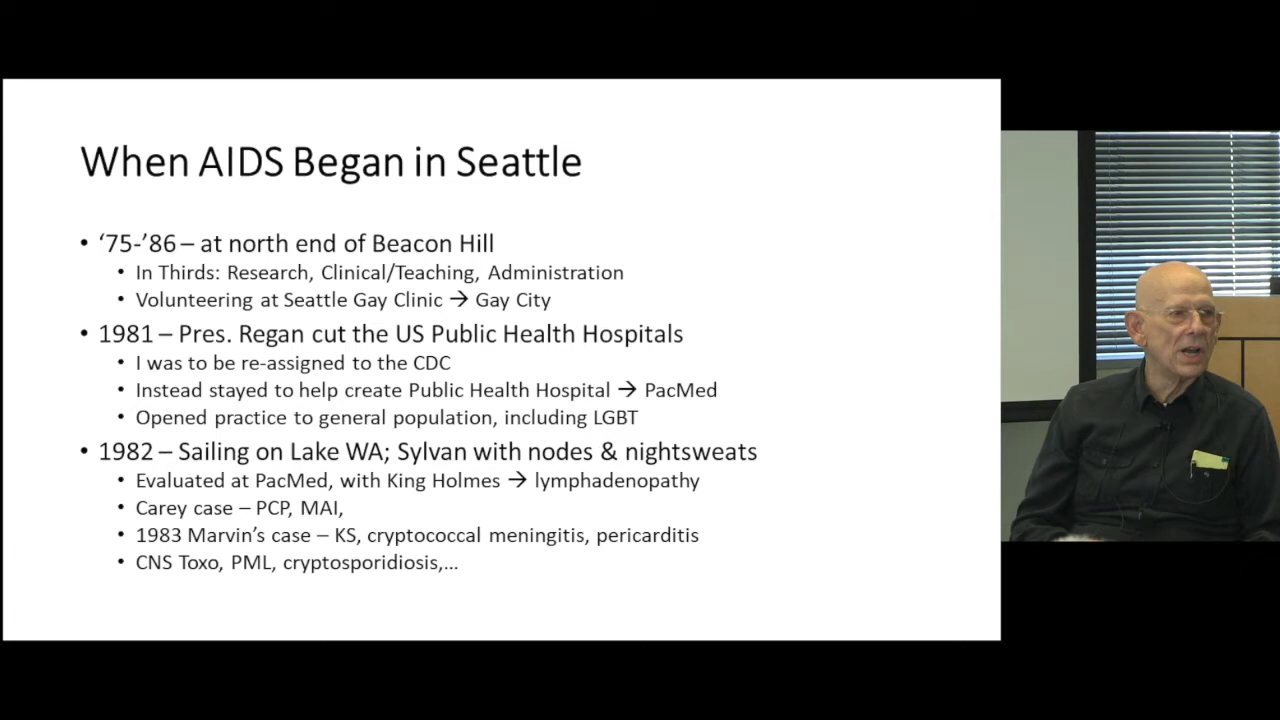 When AIDS Began in Seattle
• ‘75-’86 – at north end of Beacon Hill
• In Thirds: Research, Clinical/Teaching, Administration
• Volunteering at Seattle Gay Clinic → Gay City
• 1981 – Pres. Regan cut the US Public Health Hospitals
• I was to be re-assigned to the CDC
• Instead stayed to help create Public Health Hospital → PacMed
• Opened practice to general population, including LGBT
• 1982 – Sailing on Lake WA; Sylvan with nodes & nightsweats
• Evaluated at PacMed, with King Holmes → lymphadenopathy
• Carey case – PCP, MAI,
• 1983 Marvin’s case – KS, cryptococcal meningitis, pericarditis
• CNS Toxo, PML, cryptosporidiosis,...